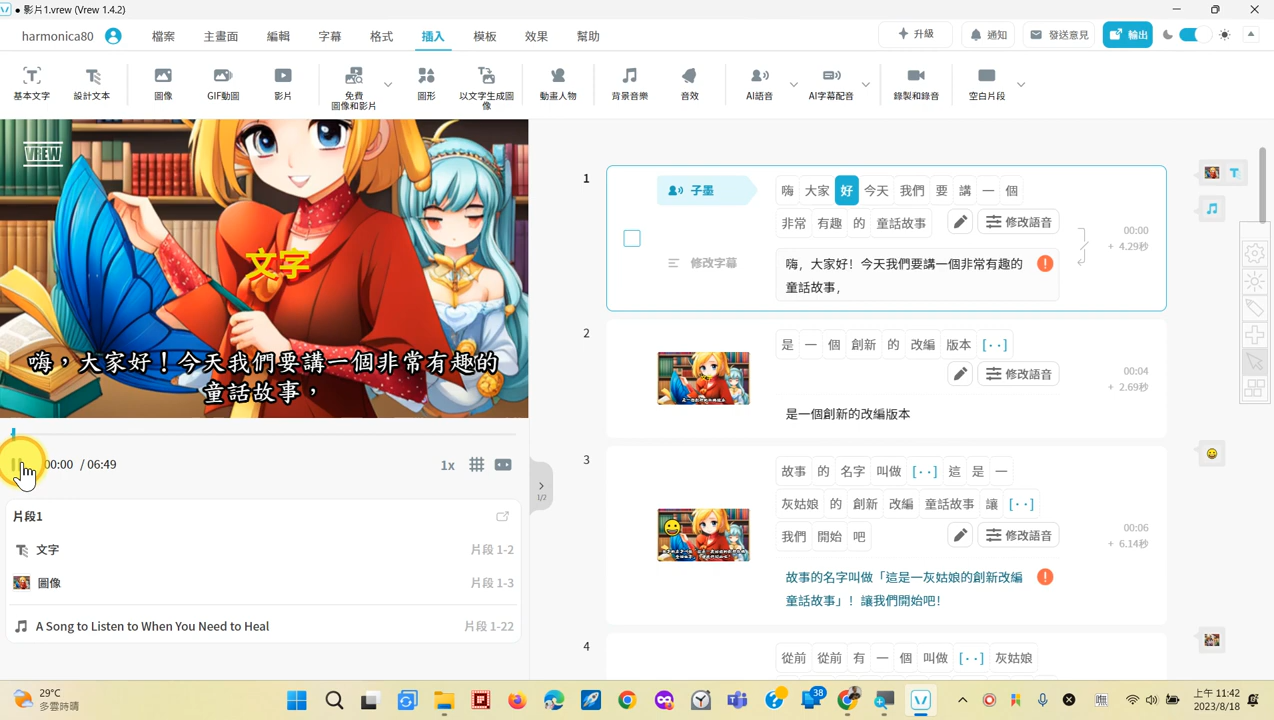 ● 影片1.vrew (Vrew 1.4.2)
harmonica80 檔案 主畫面 編輯 字幕 格式 插入 模板 效果 幫助
升級 通知 發送意見 輸出
基本文字 設計文本 圖像 GIF動圖 影片 免費 圖像和影片 圖形 以文字生成圖像 動畫人物 背景音樂 音效 AI語音 AI字幕配音 錄製和錄音 空白片段
VREW
文字
嗨，大家好！今天我們要講一個非常有趣的
童話故事，
00:00 / 06:49
1x
片段1
文字 片段 1-2
圖像 片段 1-3
A Song to Listen to When You Need to Heal 片段 1-22
1/2
1
子墨
嗨 大家 好 今天 我們 要 講 一 個
非常 有趣 的 童話故事 修改語音
00:00
+ 4.29秒
修改字幕
嗨，大家好！今天我們要講一個非常有趣的
童話故事，
2
是 一 個 創新 的 改編 版本 [··]
修改語音
00:04
+ 2.69秒
是一個創新的改編版本
3
故事 的 名字 叫做 [··] 這 是 一
灰姑娘 的 創新 改編 童話故事 讓 [··]
我們 開始 吧 修改語音
00:06
+ 6.14秒
故事的名字叫做「這是一灰姑娘的創新改編
童話故事」！讓我們開始吧！
4
從前 從前 有 一 個 叫做 [··] 灰姑娘
29°C
多雲時晴
38
上午 11:42
2023/8/18